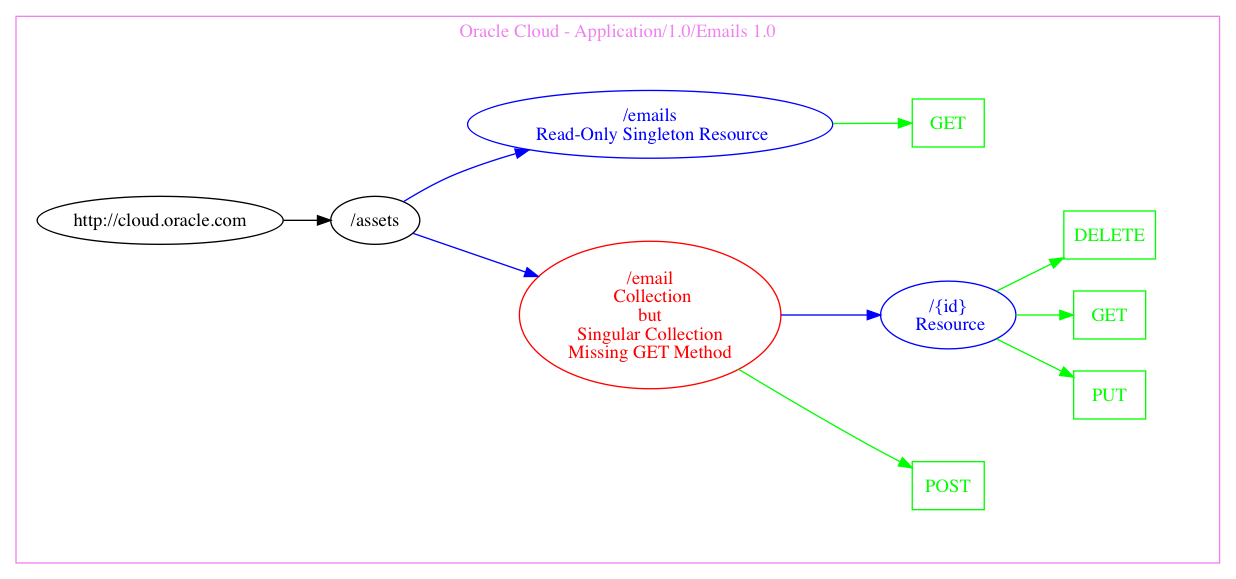 Oracle Cloud - Application/1.0/Emails 1.0
http://cloud.oracle.com
/assets
/emails
Read-Only Singleton Resource
GET
/email
Collection
but
Singular Collection
Missing GET Method
/{id}
Resource
DELETE
GET
PUT
POST